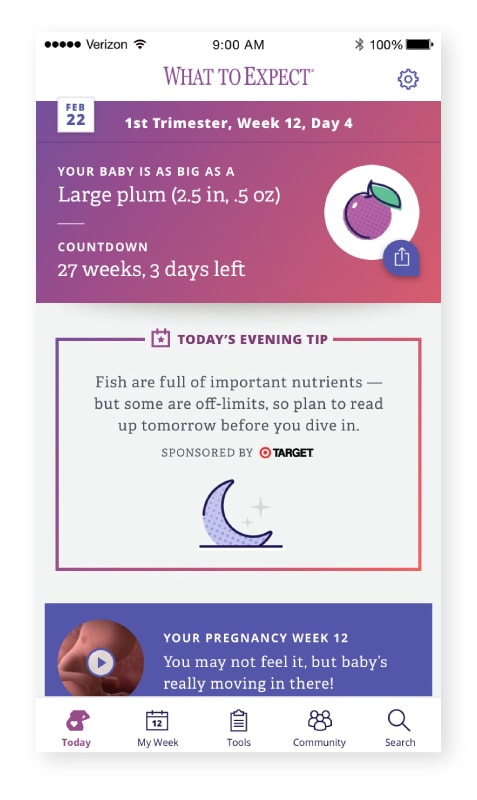 Verizon
9:00 AM
100%
WHAT TO EXPECT™
FEB
22
1st Trimester, Week 12, Day 4
YOUR BABY IS AS BIG AS A
Large plum (2.5 in, .5 oz)
COUNTDOWN
27 weeks, 3 days left
TODAY'S EVENING TIP
Fish are full of important nutrients —
but some are off-limits, so plan to read
up tomorrow before you dive in.
SPONSORED BY TARGET
YOUR PREGNANCY WEEK 12
You may not feel it, but baby's
really moving in there!
12
Today
My Week
Tools
Community
Search